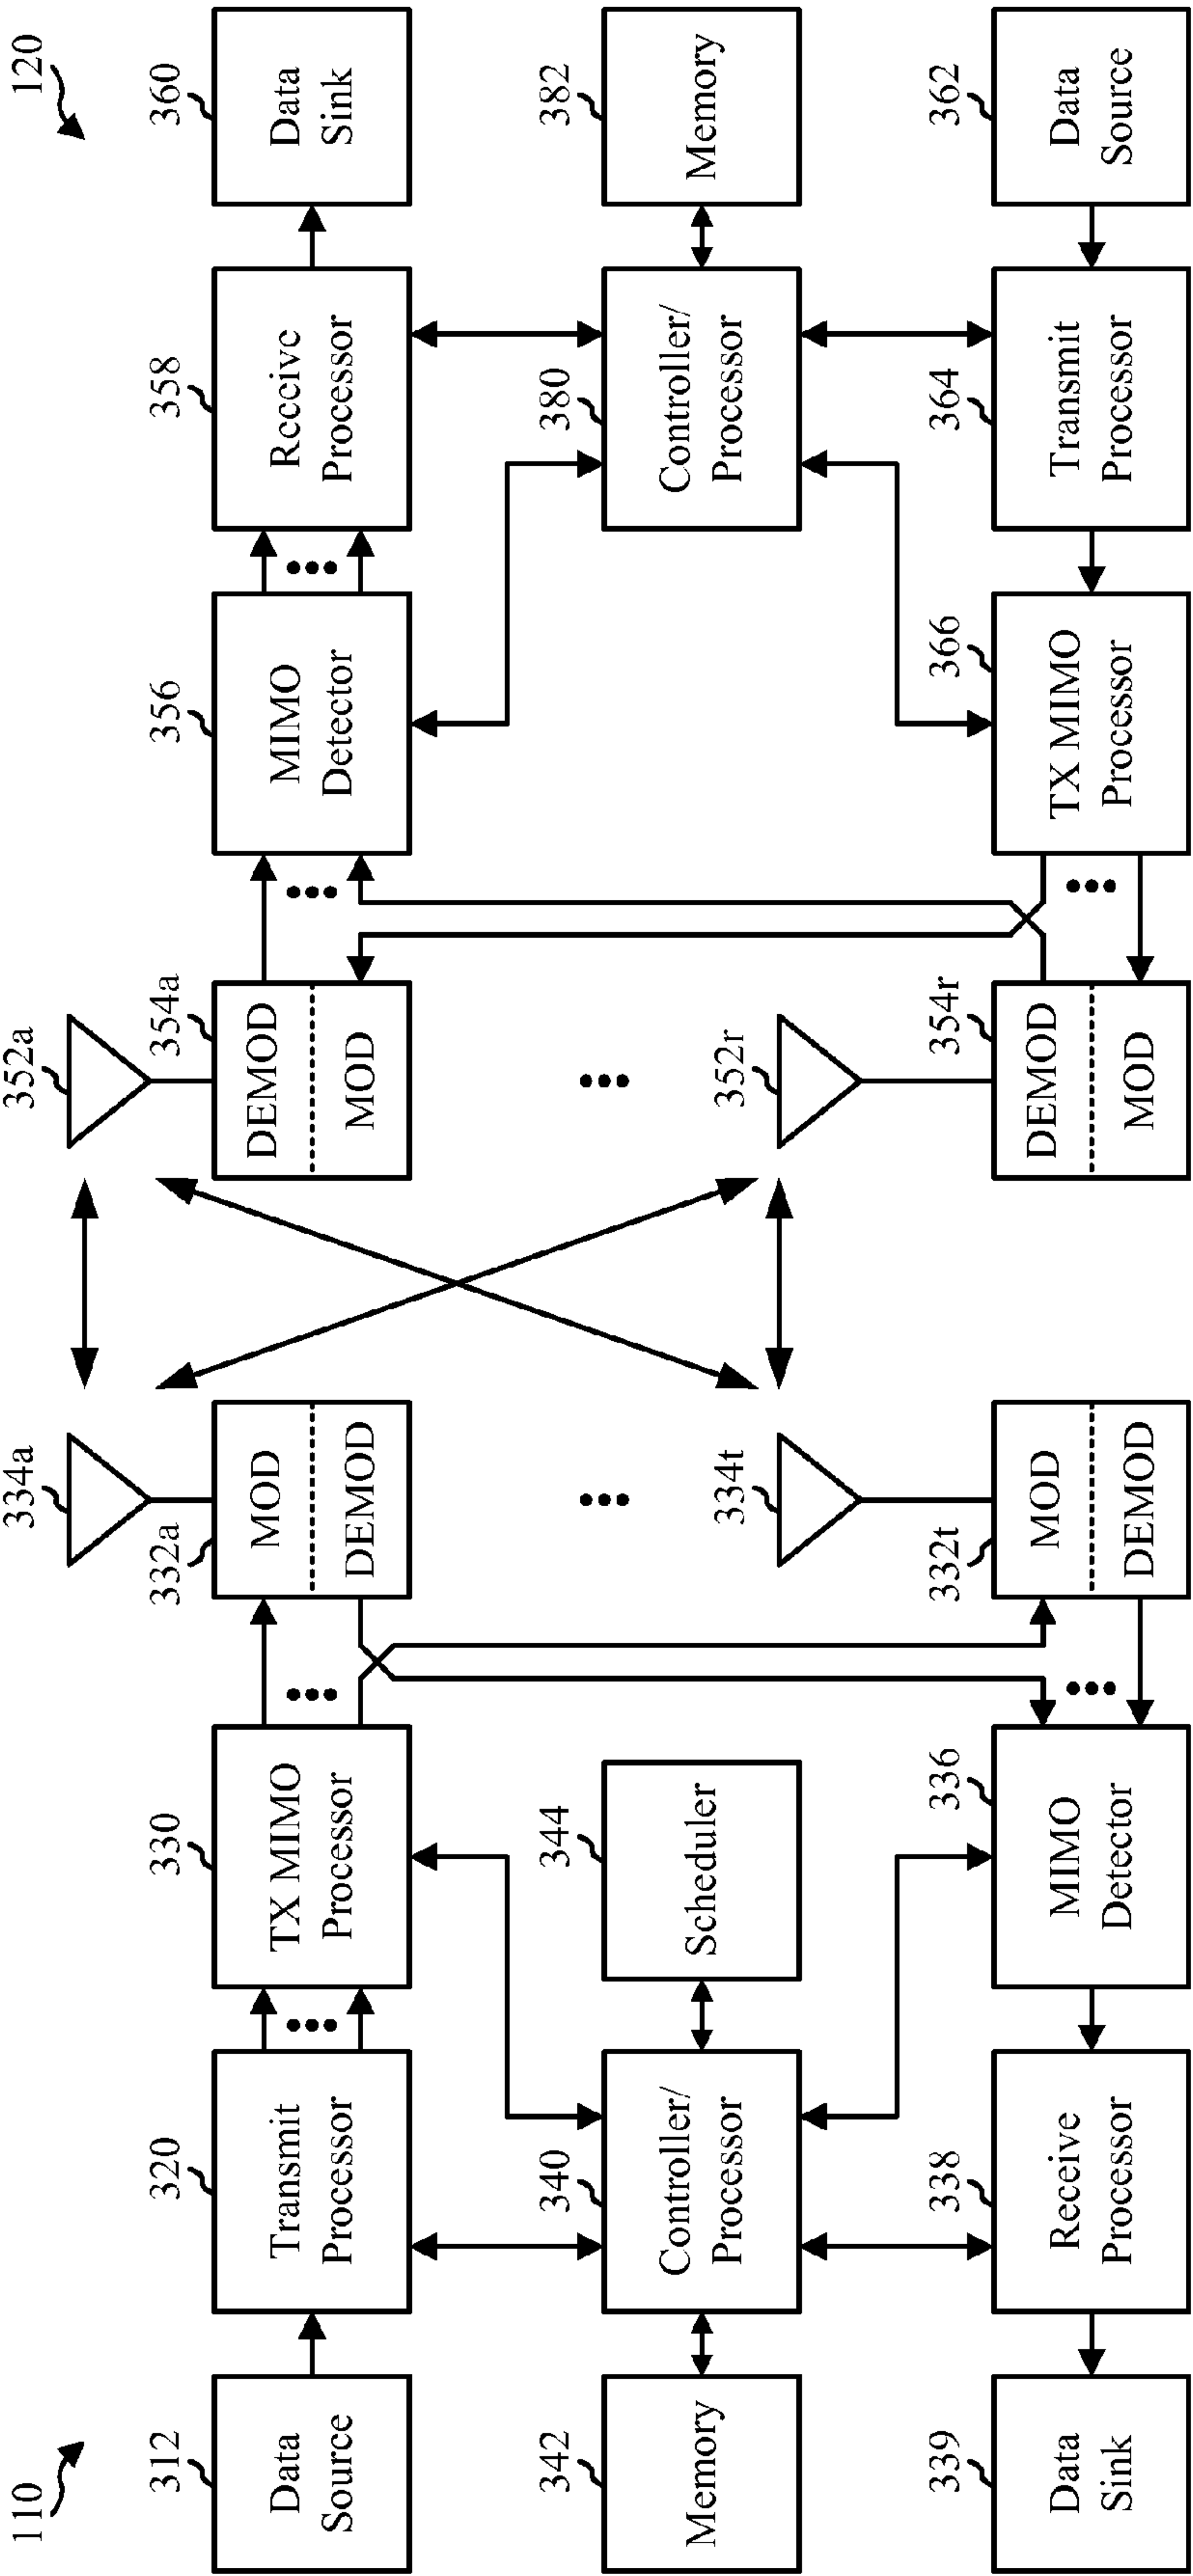 110
120
334a
352a
312
320
330
332a
354a
356
358
360
Data
Source
Transmit
Processor
TX MIMO
Processor
MOD
DEMOD
DEMOD
MOD
MIMO
Detector
Rcccivc
Processor
Data
Sink
342
340
344
334t
352r
380
382
Memory
Controller/
Processor
Scheduler
Controller/
Processor
Memory
339
338
336
332t
354r
366
364
362
Data
Sink
Receive
Processor
MIMO
Detector
MOD
DEMOD
DEMOD
MOD
TX MIMO
Processor
Transmit
Processor
Data
Source